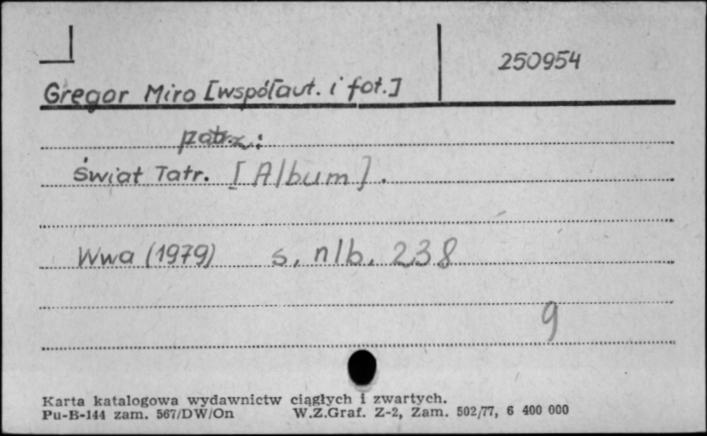 250954
Gregor Miro [współaut. i fot.]
patrz:
Świat Tatr. [Album].
Wwa (1979) s. nlb. 238
9
Karta katalogowa wydawnictw ciągłych i zwartych.
Pu-B-144 zam. 567/DW/On W.Z.Graf. Z-2, Zam. 502/77, 6 400 000